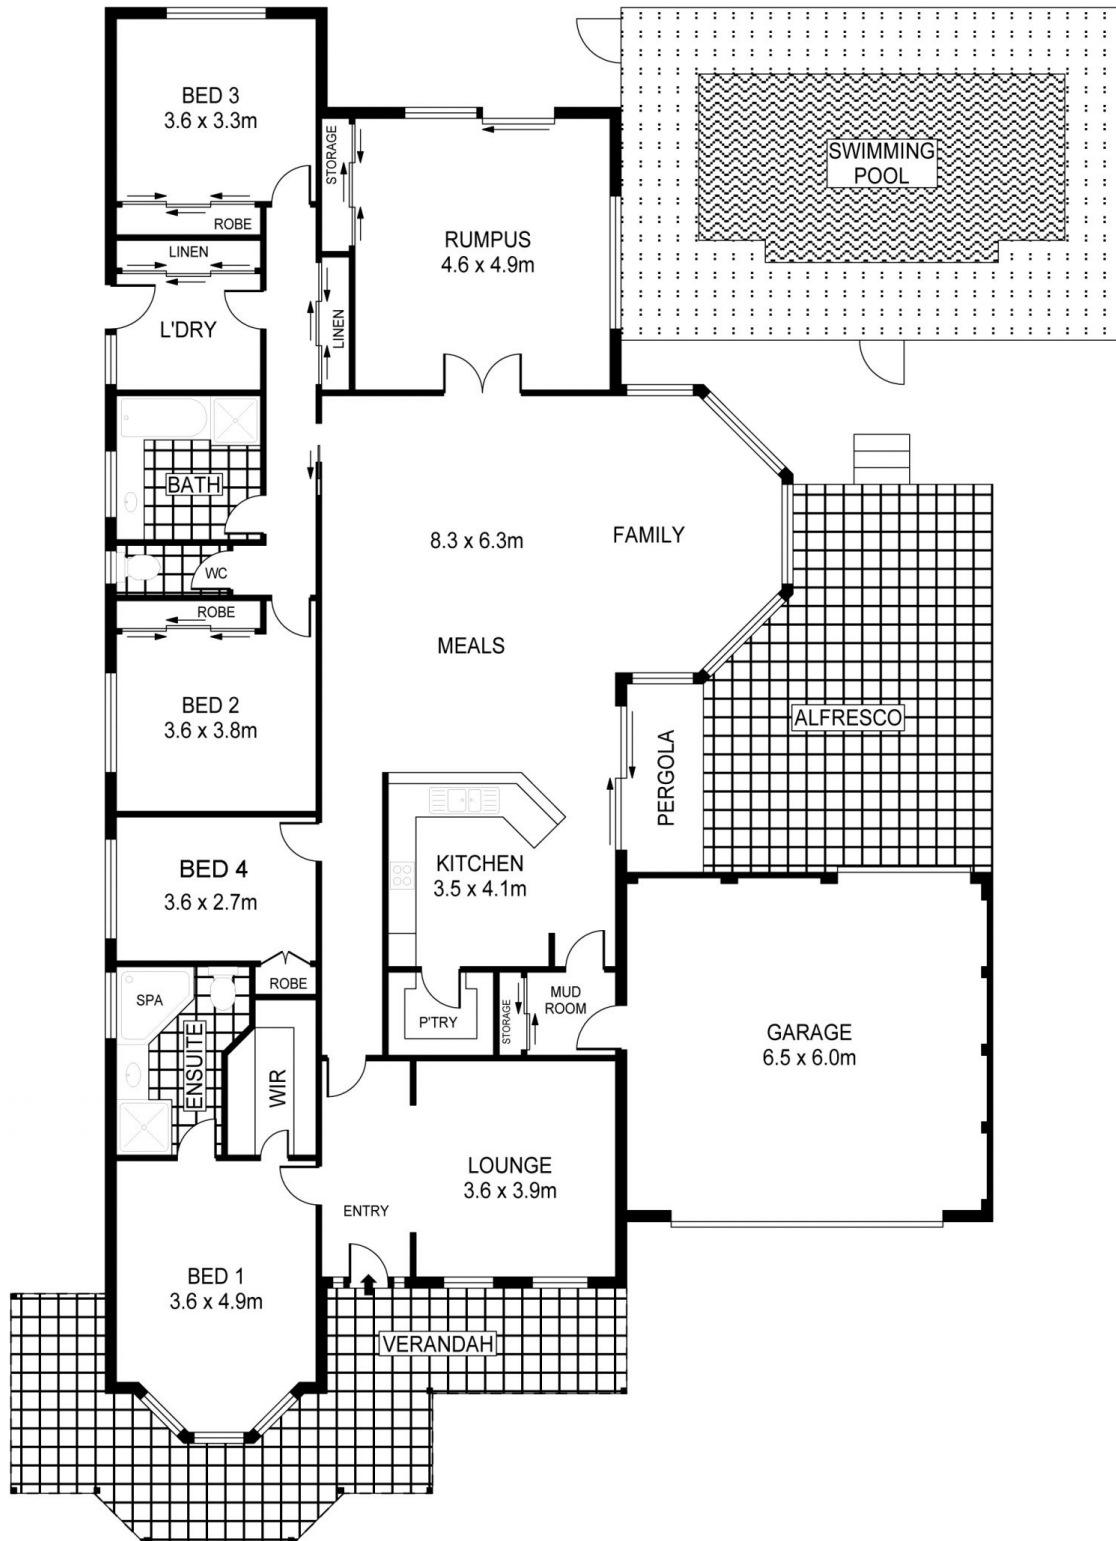 BED 3
3.6 x 3.3m
STORAGE
SWIMMING
POOL
ROBE
LINEN
RUMPUS
4.6 x 4.9m
L'DRY
LINEN
BATH
8.3 x 6.3m
FAMILY
WC
ROBE
MEALS
BED 2
3.6 x 3.8m
ALFRESCO
PERGOLA
KITCHEN
3.5 x 4.1m
BED 4
3.6 x 2.7m
ROBE
SPA
ENSUITE
WIR
P'TRY
STORAGE
MUD
ROOM
GARAGE
6.5 x 6.0m
LOUNGE
3.6 x 3.9m
ENTRY
BED 1
3.6 x 4.9m
VERANDAH